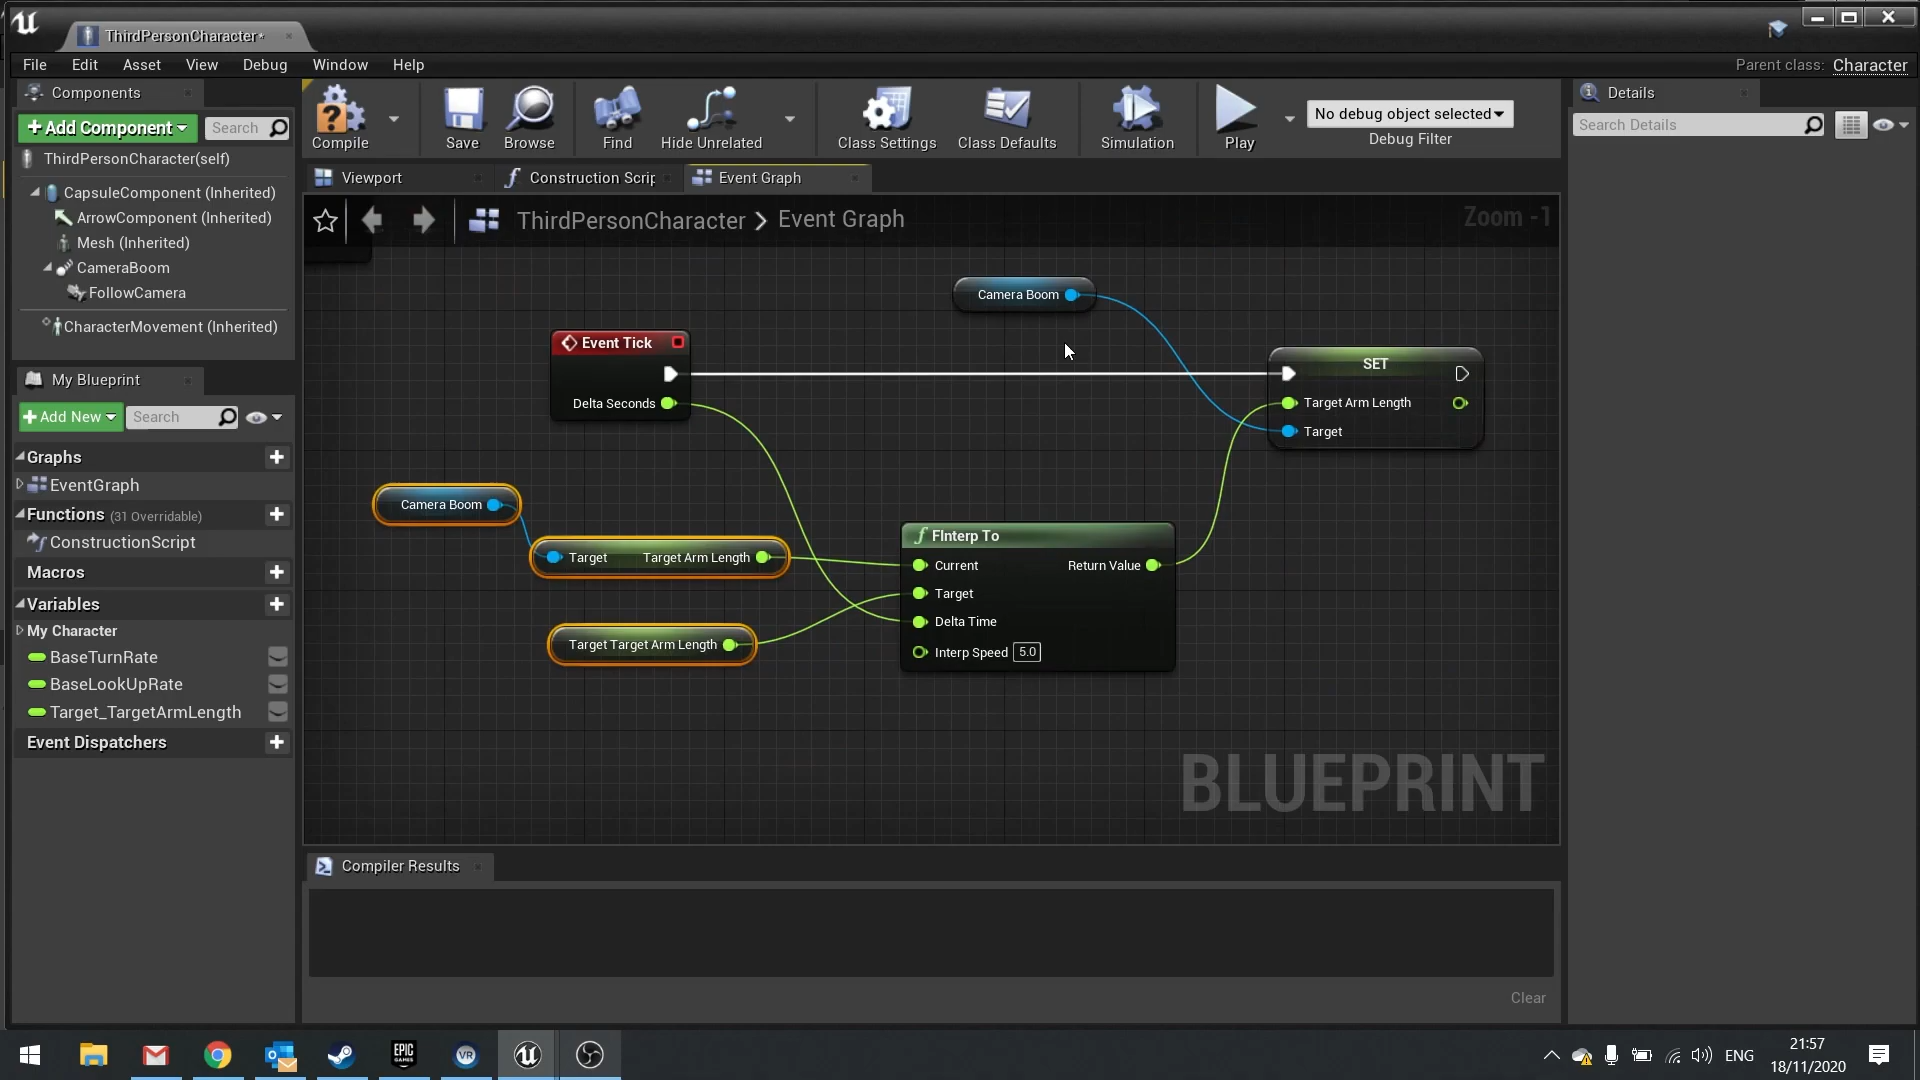 ThirdPersonCharacter*
File Edit Asset View Debug Window Help
Parent class: Character
Components
+Add Component
Search
ThirdPersonCharacter(self)
CapsuleComponent (Inherited)
ArrowComponent (Inherited)
Mesh (Inherited)
CameraBoom
FollowCamera
CharacterMovement (Inherited)
My Blueprint
+Add New
Search
Graphs
EventGraph
Functions (31 Overridable)
ConstructionScript
Macros
Variables
My Character
BaseTurnRate
BaseLookUpRate
Target_TargetArmLength
Event Dispatchers
Compile
Save
Browse
Find
Hide Unrelated
Class Settings
Class Defaults
Simulation
Play
No debug object selected
Debug Filter
Viewport
Construction Scrip
Event Graph
ThirdPersonCharacter > Event Graph
Zoom -1
Camera Boom
Event Tick
Delta Seconds
SET
Target Arm Length
Target
Camera Boom
Target Target Arm Length
Target Target Arm Length
FInterp To
Current Return Value
Target
Delta Time
Interp Speed 5.0
BLUEPRINT
Compiler Results
Clear
Details
Search Details
EPIC GAMES
VR
ENG
21:57
18/11/2020